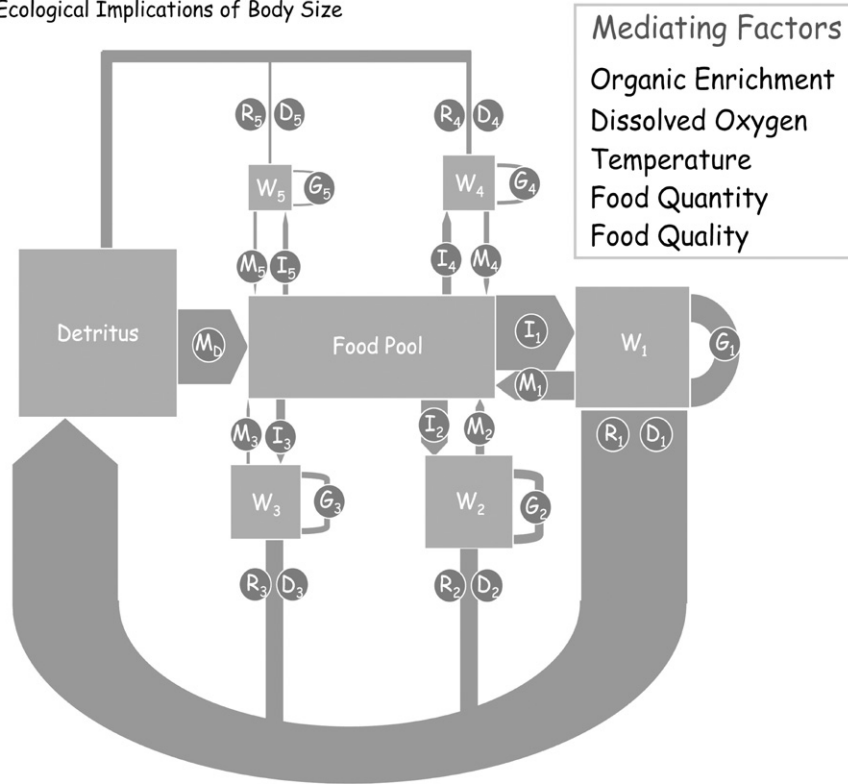 Ecological Implications of Body Size
Mediating Factors
Organic Enrichment
Dissolved Oxygen
Temperature
Food Quantity
Food Quality
R5 D5
R4 D4
W5 G5
W4 G4
M5 I5
I4 M4
Detritus
MD
Food Pool
I1
W1
G1
M1
M3 I3
I2 M2
R1 D1
W3 G3
W2 G2
R3 D3
R2 D2